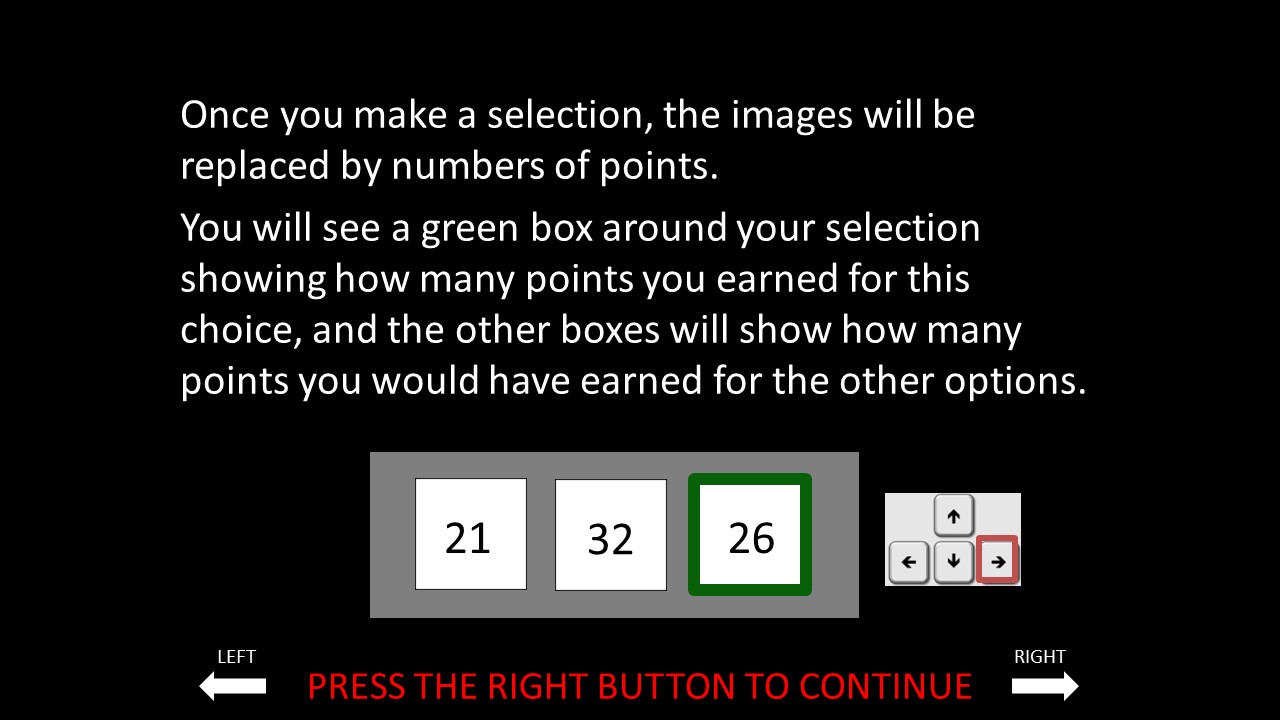 Once you make a selection, the images will be
replaced by numbers of points.
You will see a green box around your selection
showing how many points you earned for this
choice, and the other boxes will show how many
points you would have earned for the other options.
21 32 26
LEFT RIGHT
PRESS THE RIGHT BUTTON TO CONTINUE